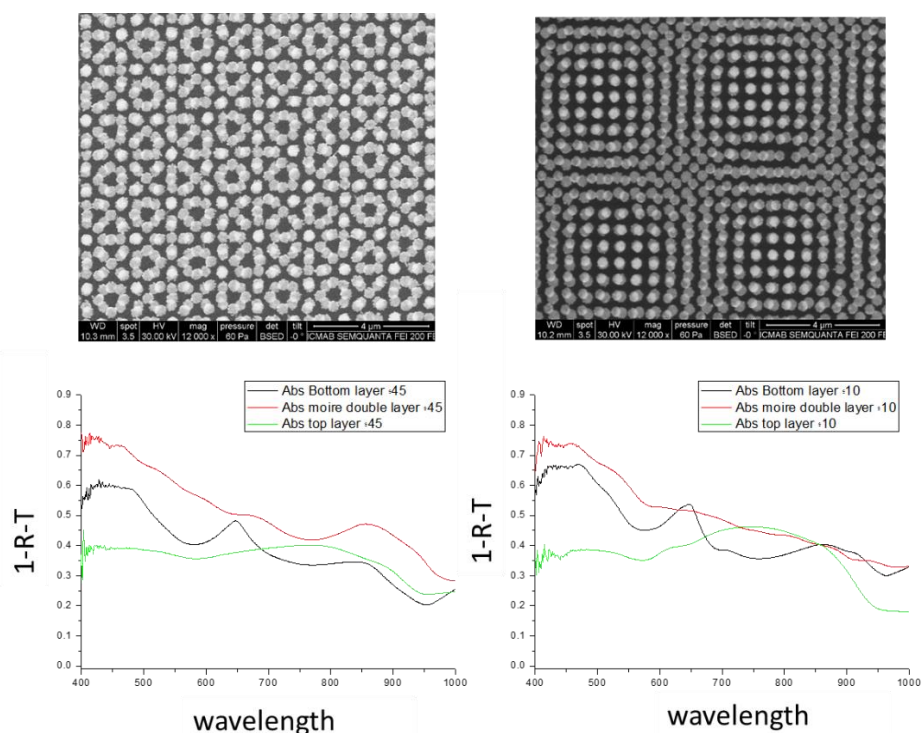 WD spot HV mag pressure det tilt 4 µm
10.3 mm 3.5 30.00 kV 12 000 x 60 Pa BSED -0 ° ICMAB SEMQUANTA FEI 200 F
WD spot HV mag pressure det tilt 4 µm
10.2 mm 3.5 30.00 kV 12 000 x 60 Pa BSED -0 ° ICMAB SEMQUANTA FEI 200 F
Abs Bottom layer 45
Abs moire double layer 45
Abs top layer 45
0.9
0.8
0.7
0.6
0.5
0.4
0.3
0.2
0.1
0.0
1-R-T
400 500 600 700 800 900 1000
wavelength
Abs Bottom layer 10
Abs moire double layer 10
Abs top layer 10
0.9
0.8
0.7
0.6
0.5
0.4
0.3
0.2
0.1
0.0
1-R-T
400 500 600 700 800 900 1000
wavelength